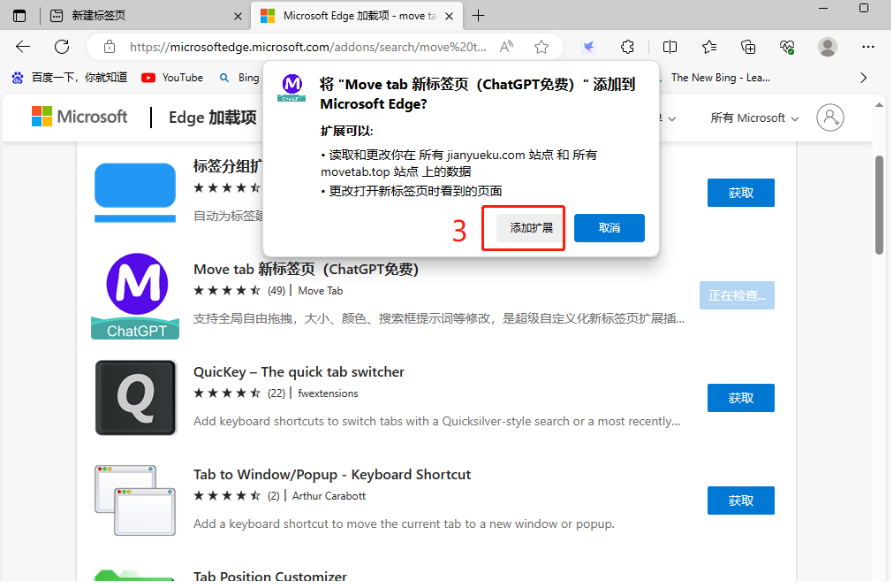 新建标签页
Microsoft Edge 加载项 - move ta
https://microsoftedge.microsoft.com/addons/search/move%20t...
百度一下，你就知道
YouTube
Bing
The New Bing - Lea...
Microsoft
Edge 加载项
所有 Microsoft
将 "Move tab 新标签页（ChatGPT免费）" 添加到
Microsoft Edge?
扩展可以:
• 读取和更改你在 所有 jianyueku.com 站点 和 所有
movetab.top 站点 上的数据
• 更改打开新标签页时看到的页面
3
添加扩展
取消
标签分组扩
获取
自动为标签建
Move tab 新标签页（ChatGPT免费）
(49) | Move Tab
正在检查...
支持全局自由拖拽，大小、颜色、搜索框提示词等修改，是超级自定义化新标签页扩展插...
ChatGPT
QuicKey – The quick tab switcher
(22) | fwextensions
获取
Add keyboard shortcuts to switch tabs with a Quicksilver-style search or a most recently...
Tab to Window/Popup - Keyboard Shortcut
(2) | Arthur Carabott
获取
Add a keyboard shortcut to move the current tab to a new window or popup.
Tab Position Customizer